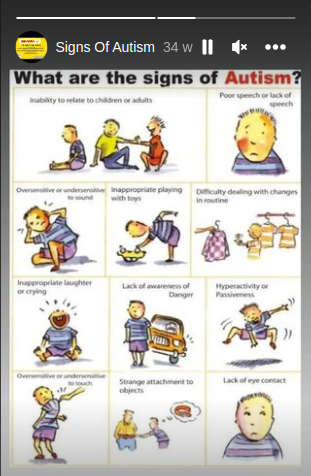 Signs Of Autism 34 w
What are the signs of Autism?
Inability to relate to children or adults
Poor speech or lack of
speech
Oversensitive or undersensitive
to sound
Inappropriate playing
with toys
Difficulty dealing with changes
in routine
Inappropriate laughter
or crying
Lack of awareness of
Danger
Hyperactivity or
Passiveness
Oversensitive or undersensitive
to touch
Strange attachment to
objects
Lack of eye contact